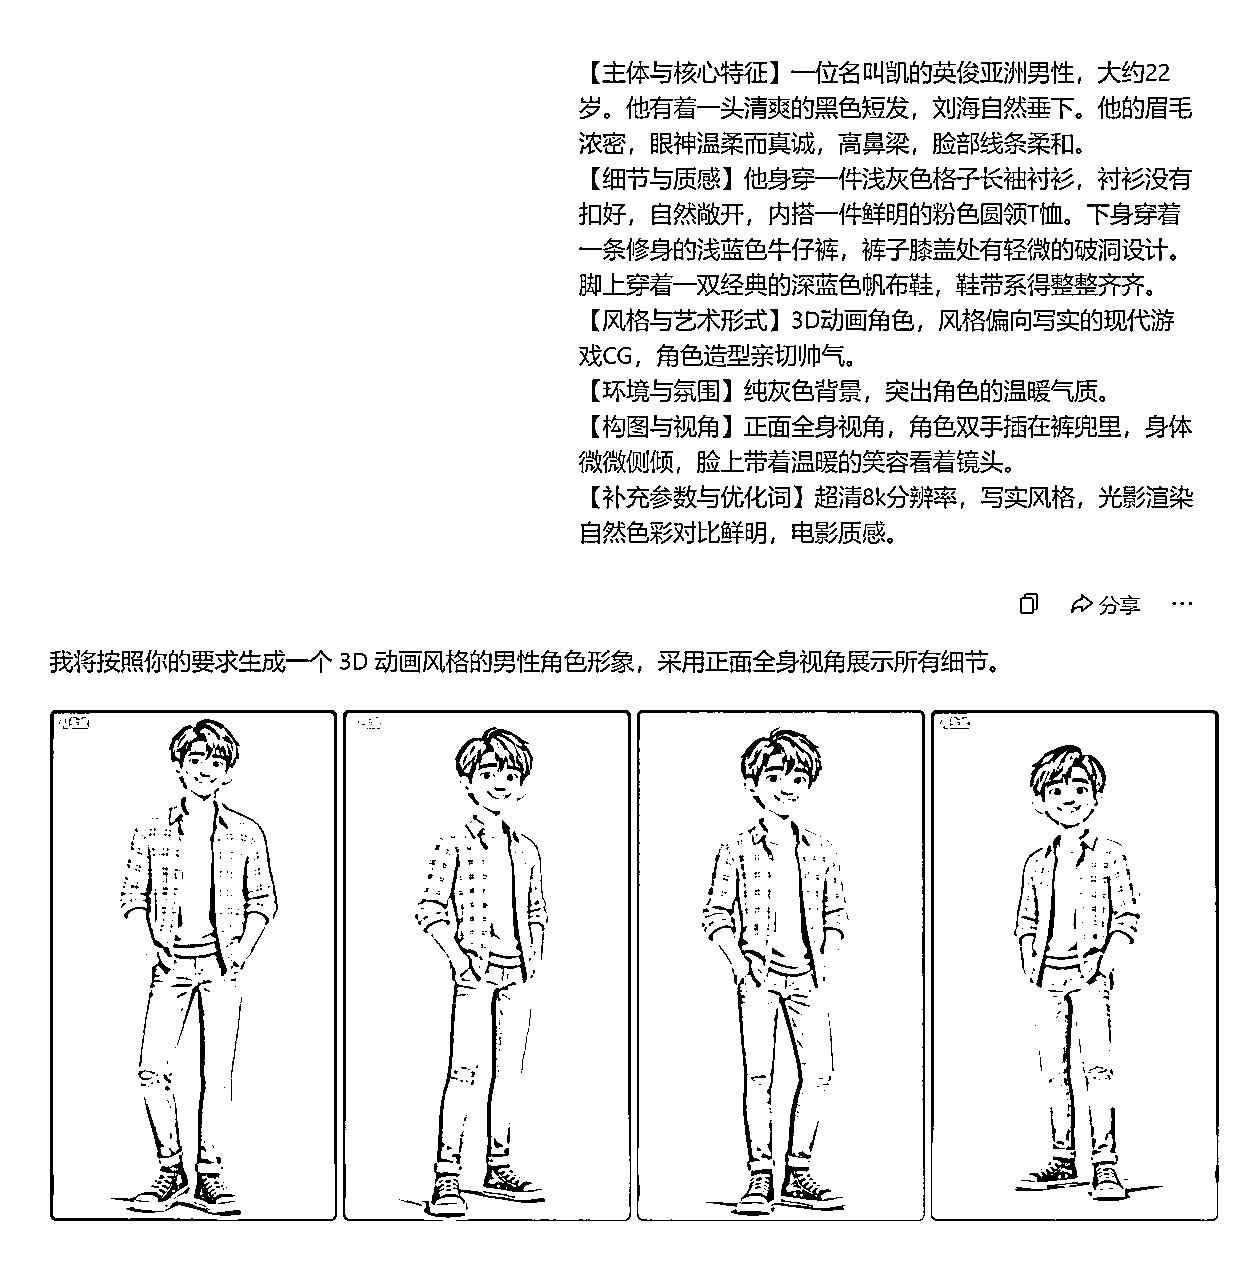 【主体与核心特征】一位名叫凯的英俊亚洲男性，大约22
岁。他有着一头清爽的黑色短发，刘海自然垂下。他的眉毛
浓密，眼神温柔而真诚，高鼻梁，脸部线条柔和。
【细节与质感】他身穿一件浅灰色格子长袖衬衫，衬衫没有
扣好，自然敞开，内搭一件鲜明的粉色圆领T恤。下身穿着
一条修身的浅蓝色牛仔裤，裤子膝盖处有轻微的破洞设计。
脚上穿着一双经典的深蓝色帆布鞋，鞋带系得整整齐齐。
【风格与艺术形式】3D动画角色，风格偏向写实的现代游
戏CG，角色造型亲切帅气。
【环境与氛围】纯灰色背景，突出角色的温暖气质。
【构图与视角】正面全身视角，角色双手插在裤兜里，身体
微微侧倾，脸上带着温暖的笑容看着镜头。
【补充参数与优化词】超清8k分辨率，写实风格，光影渲染
自然色彩对比鲜明，电影质感。
分享
我将按照你的要求生成一个 3D 动画风格的男性角色形象，采用正面全身视角展示所有细节。